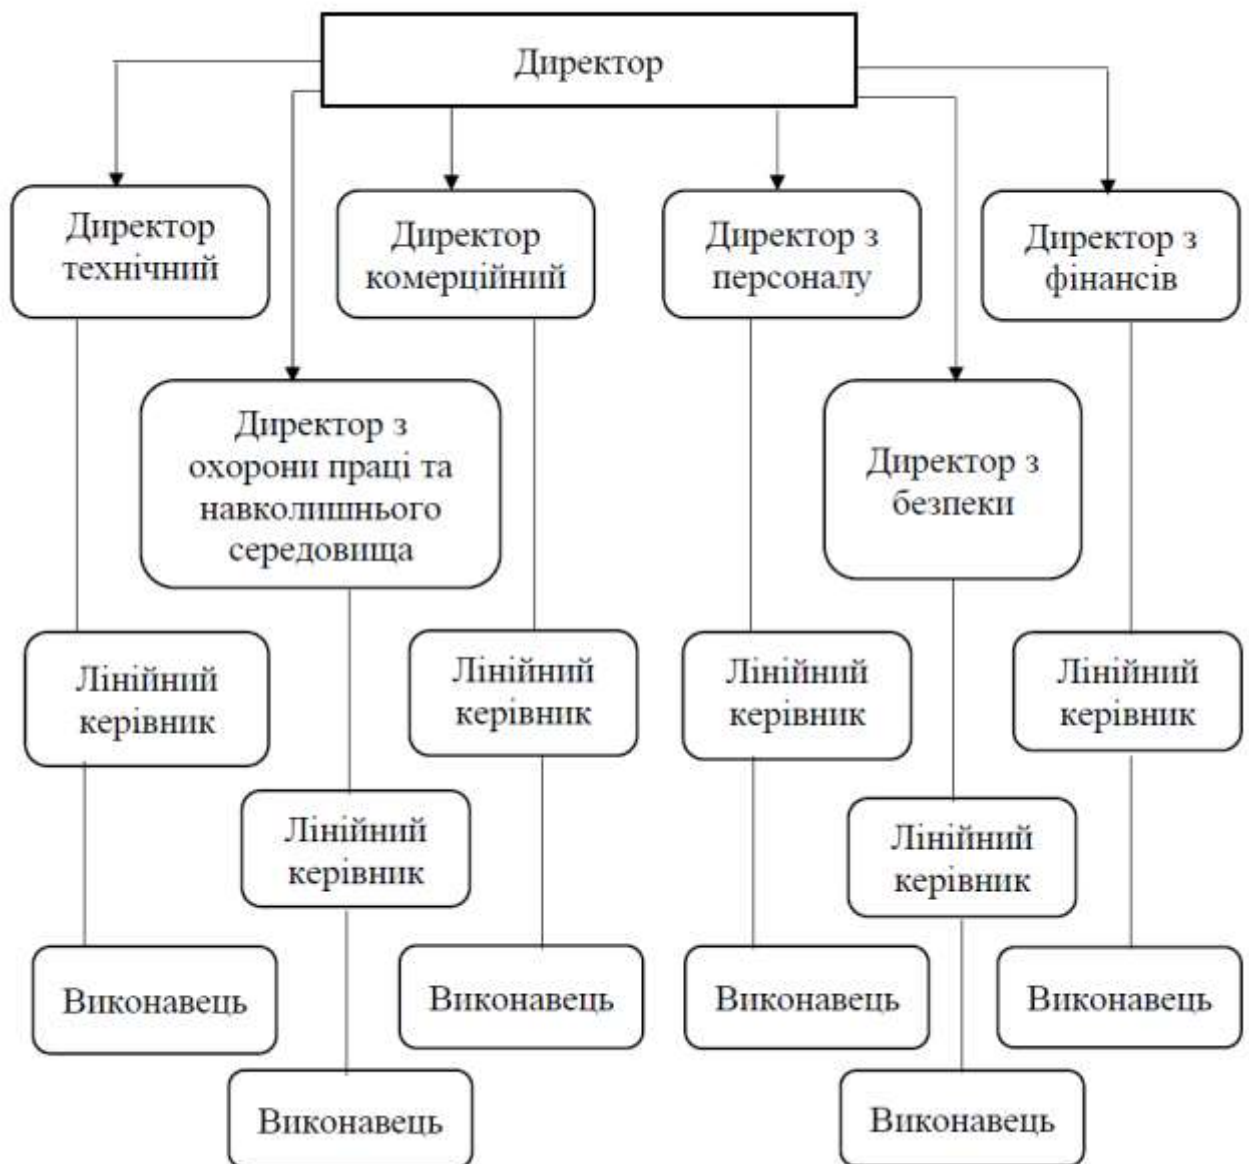 Директор
Директор
технічний
Директор
комерційний
Директор з
персоналу
Директор з
фінансів
Директор з
охорони праці та
навколишнього
середовища
Директор з
безпеки
Лінійний
керівник
Лінійний
керівник
Лінійний
керівник
Лінійний
керівник
Лінійний
керівник
Лінійний
керівник
Виконавець
Виконавець
Виконавець
Виконавець
Виконавець
Виконавець